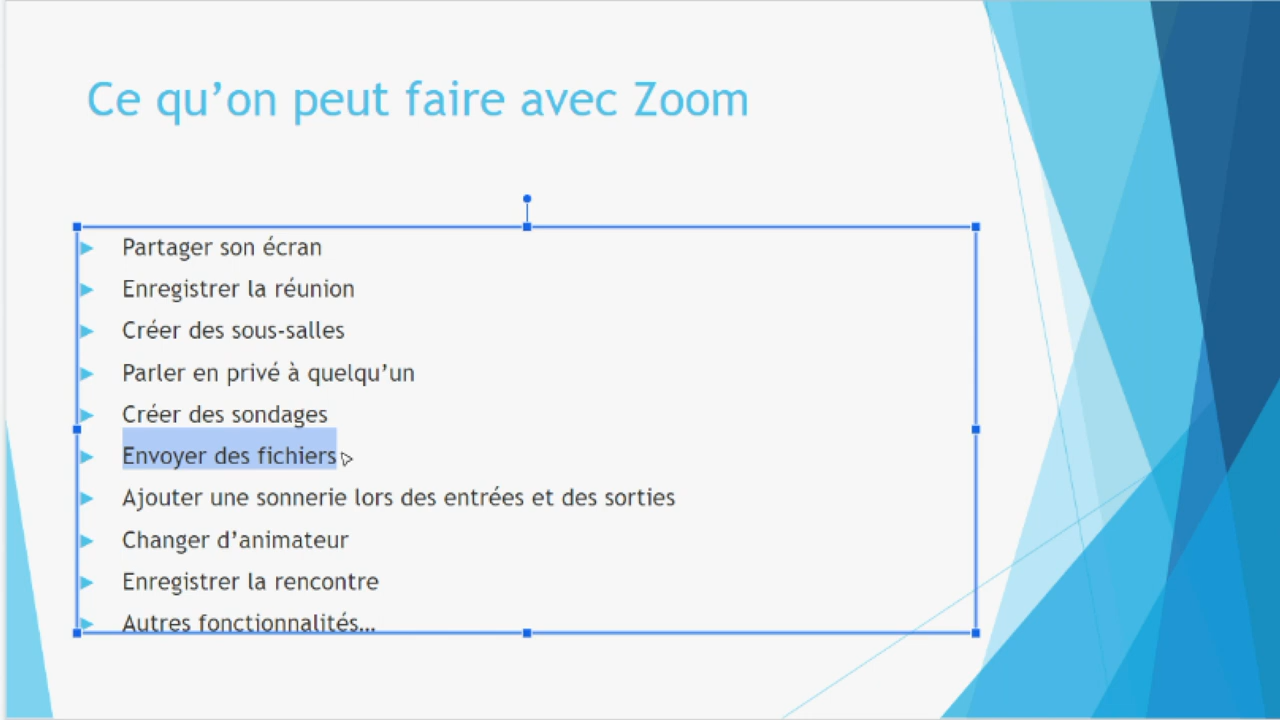 Ce qu’on peut faire avec Zoom
Partager son écran
Enregistrer la réunion
Créer des sous-salles
Parler en privé à quelqu’un
Créer des sondages
Envoyer des fichiers
Ajouter une sonnerie lors des entrées et des sorties
Changer d’animateur
Enregistrer la rencontre
Autres fonctionnalités…